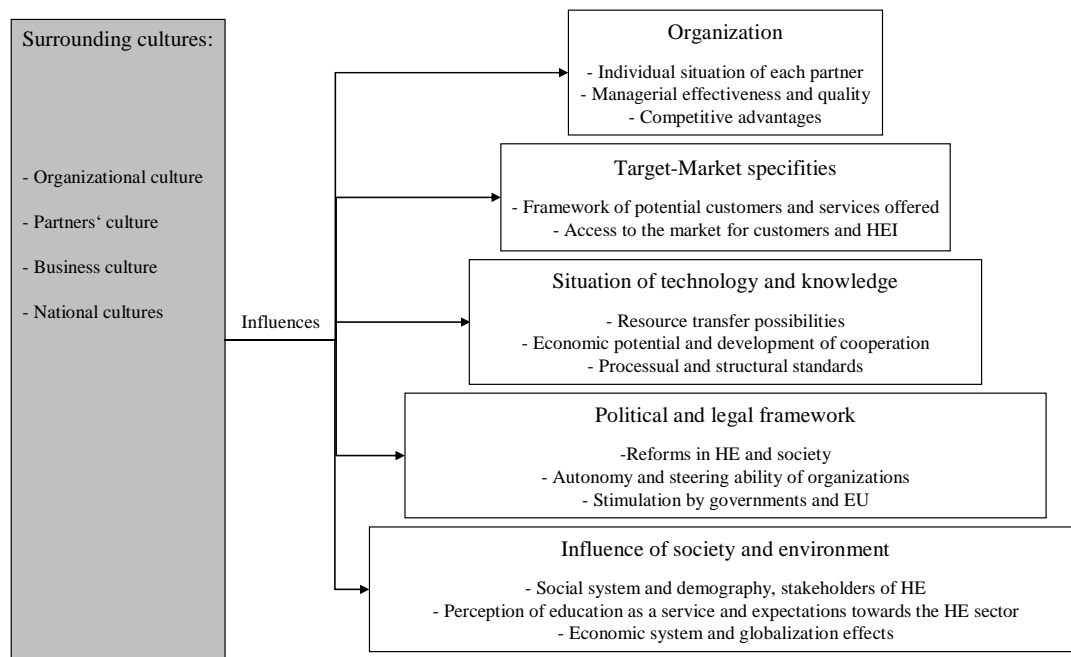 Surrounding cultures:
- Organizational culture
- Partners‘ culture
- Business culture
- National cultures
Influences
Organization
- Individual situation of each partner
- Managerial effectiveness and quality
- Competitive advantages
Target-Market specifities
- Framework of potential customers and services offered
- Access to the market for customers and HEI
Situation of technology and knowledge
- Resource transfer possibilities
- Economic potential and development of cooperation
- Processual and structural standards
Political and legal framework
-Reforms in HE and society
- Autonomy and steering ability of organizations
- Stimulation by governments and EU
Influence of society and environment
- Social system and demography, stakeholders of HE
- Perception of education as a service and expectations towards the HE sector
- Economic system and globalization effects